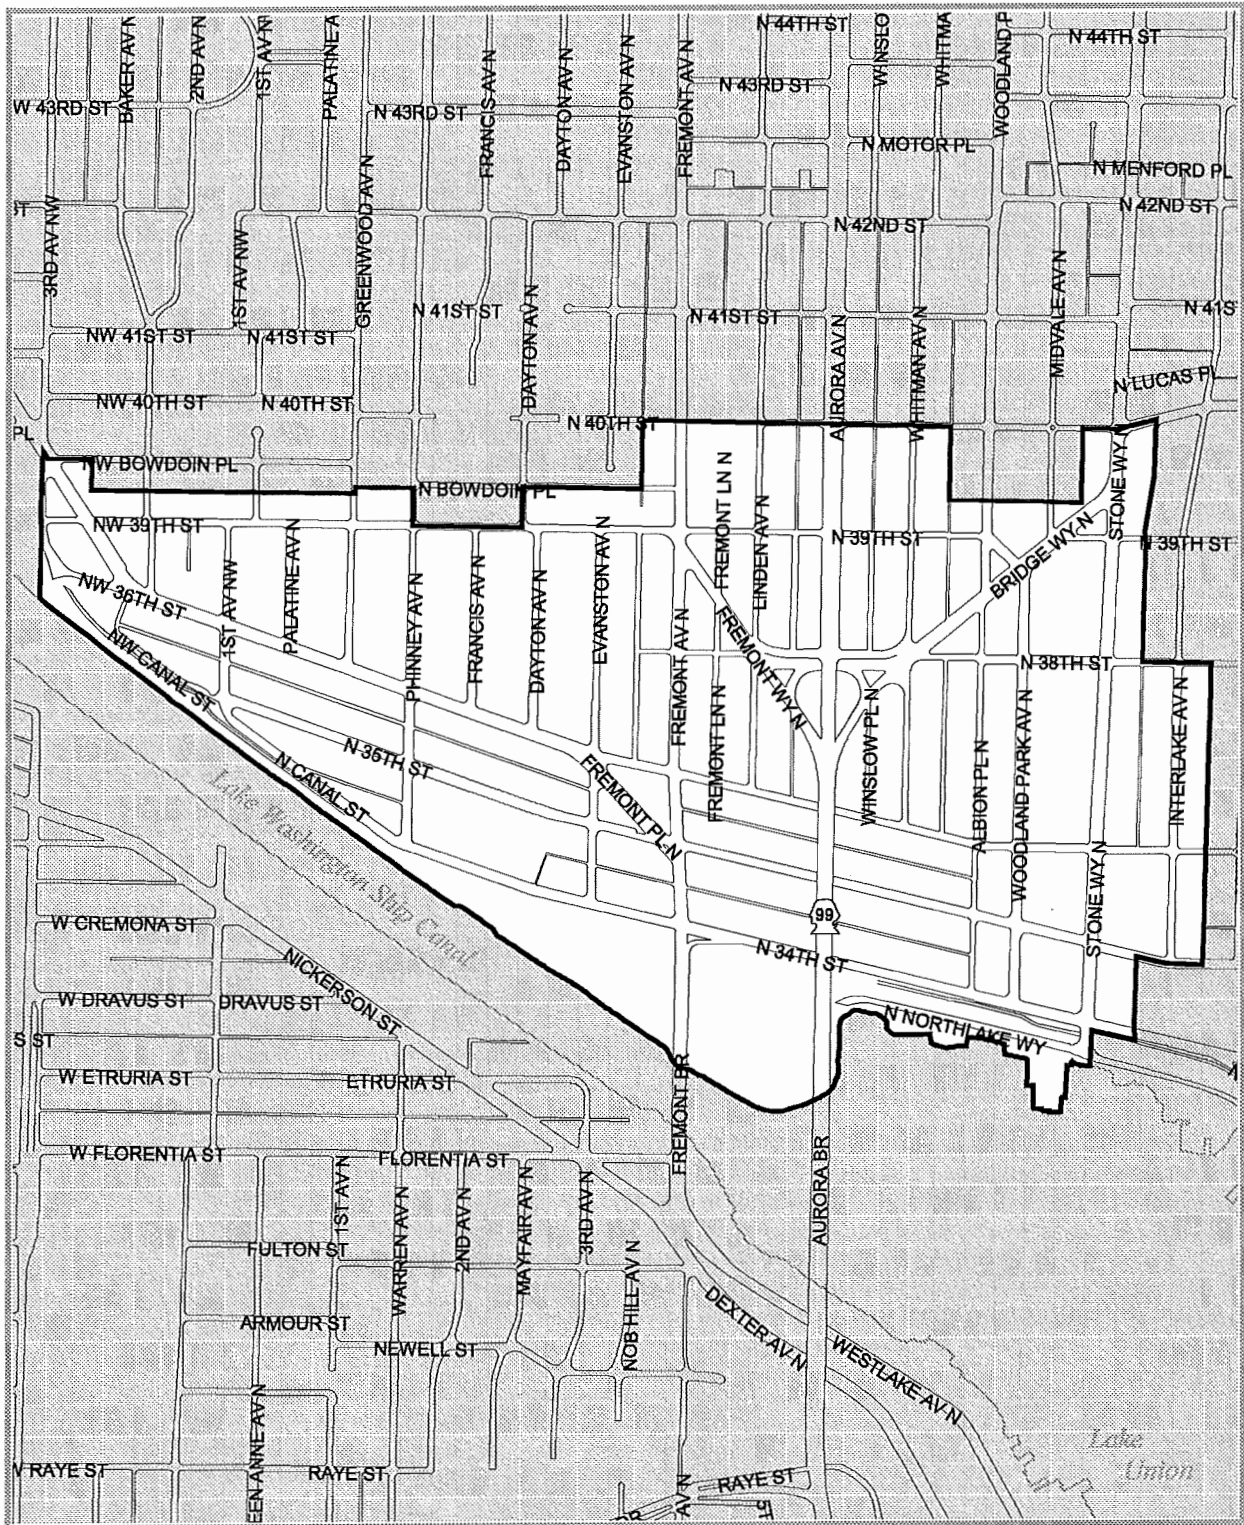 N 44TH ST
N 44TH ST
BAKER AV N
2ND AV N
1ST AV N
PALATINE A
WINSLO
WHITMA
WOODLAND P
FRANCIS AV N
DAYTON AV N
EVANSTON AV N
FREMONT AV N
N 43RD ST
W 43RD ST
N 43RD ST
N MOTOR PL
N MENFORD PL
GREENWOOD AV N
ST
3RD AV NW
N 42ND ST
N 42ND ST
1ST AV NW
MIDVALE AV N
N 41ST ST
DAYTON AV N
N 41ST ST
N 41S
NW 41ST ST
N 41ST ST
AURORA AV N
WHITMAN AV N
N LUCAS PL
NW 40TH ST
N 40TH ST
N 40TH ST
PL
NW BOWDOIN PL
N BOWDOIN PL
FREMONT LN N
LINDEN AV N
STONE WY
NW 39TH ST
PALATINE AV N
EVANSTON AV N
N 39TH ST
BRIDGE WY N
N 39TH ST
NW 36TH ST
1ST AV NW
PHINNEY AV N
FRANCIS AV N
DAYTON AV N
FREMONT AV N
FREMONT WY N
N 38TH ST
NW CANAL ST
FREMONT LN N
WINSLOW PL N
ALBION PL N
WOODLAND PARK AV N
INTERLAKE AV N
N 35TH ST
N CANAL ST
FREMONT PL N
Lake Washington Ship Canal
STONE WY N
99
W CREMONA ST
N 34TH ST
NICKERSON ST
W DRAVUS ST
DRAVUS ST
N NORTHLAKE WY
S ST
W ETRURIA ST
ETRURIA ST
FREMONT BR
W FLORENTIA ST
FLORENTIA ST
AURORA BR
1ST AV N
WARREN AV N
2ND AV N
MAYFAIR AV N
3RD AV N
NOB HILL AV N
FULTON ST
ARMOUR ST
NEWELL ST
DEXTER AV N
WESTLAKE AV N
EEN ANNE AV N
Lake
Union
W RAYE ST
RAYE ST
RAYE ST
AV N
5T